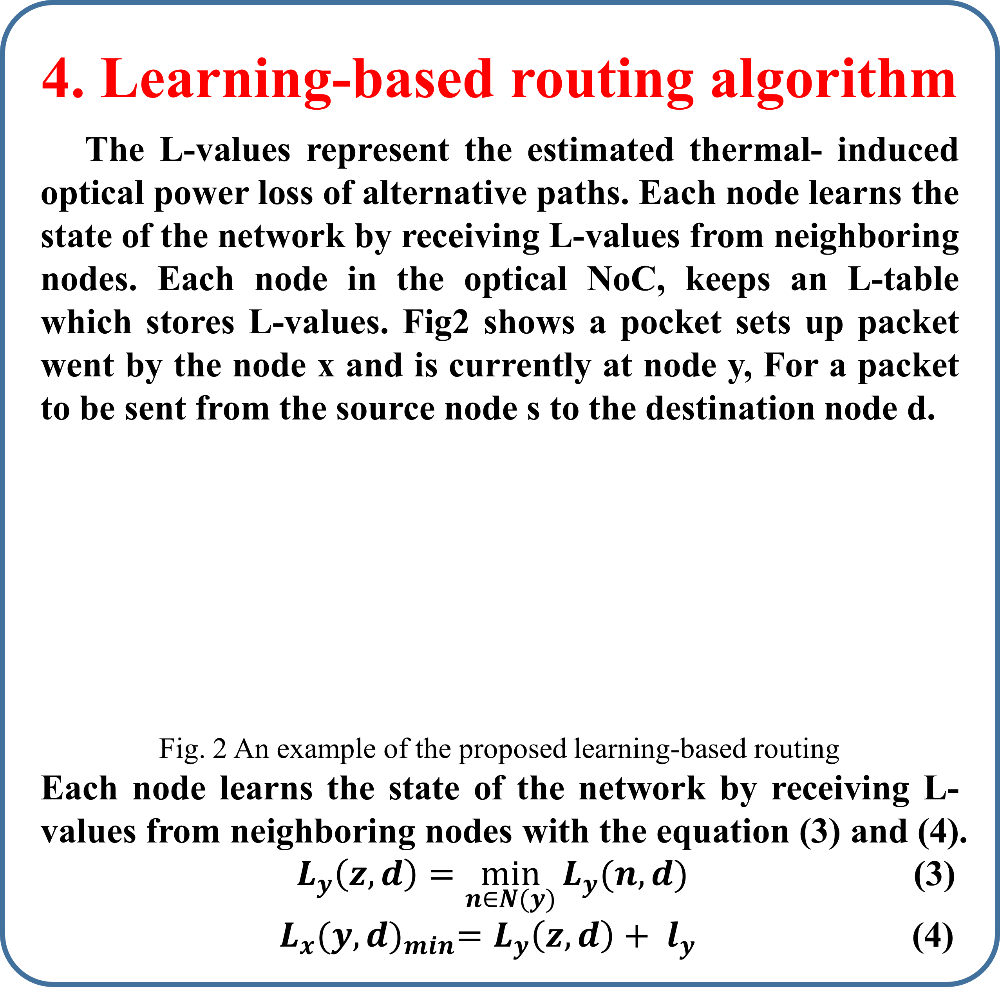 4. Learning-based routing algorithm
The L-values represent the estimated thermal- induced
optical power loss of alternative paths. Each node learns the
state of the network by receiving L-values from neighboring
nodes. Each node in the optical NoC, keeps an L-table
which stores L-values. Fig2 shows a pocket sets up packet
went by the node x and is currently at node y, For a packet
to be sent from the source node s to the destination node d.
Fig. 2 An example of the proposed learning-based routing
Each node learns the state of the network by receiving L-
values from neighboring nodes with the equation (3) and (4).
L_y(z, d) = min_{n∈N(y)} L_y(n, d) (3)
L_x(y, d)_{min} = L_y(z, d) + l_y (4)